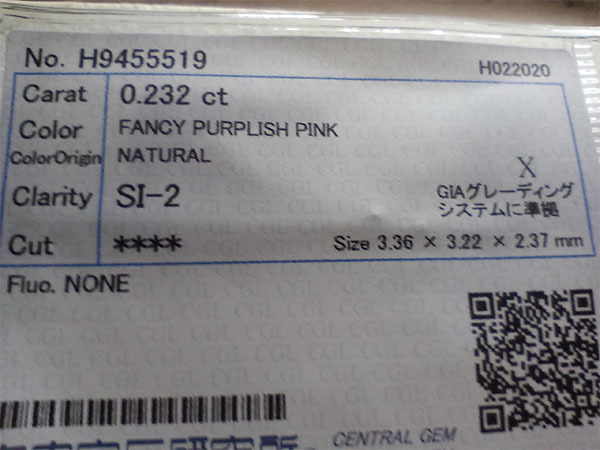 No. H9455519
H022020
Carat 0.232 ct
Color FANCY PURPLISH PINK
ColorOrigin NATURAL
X
Clarity SI-2
GIAグレーディング
システムに準拠
Cut **** Size 3.36 × 3.22 × 2.37 mm
Fluo. NONE
CENTRAL GEM